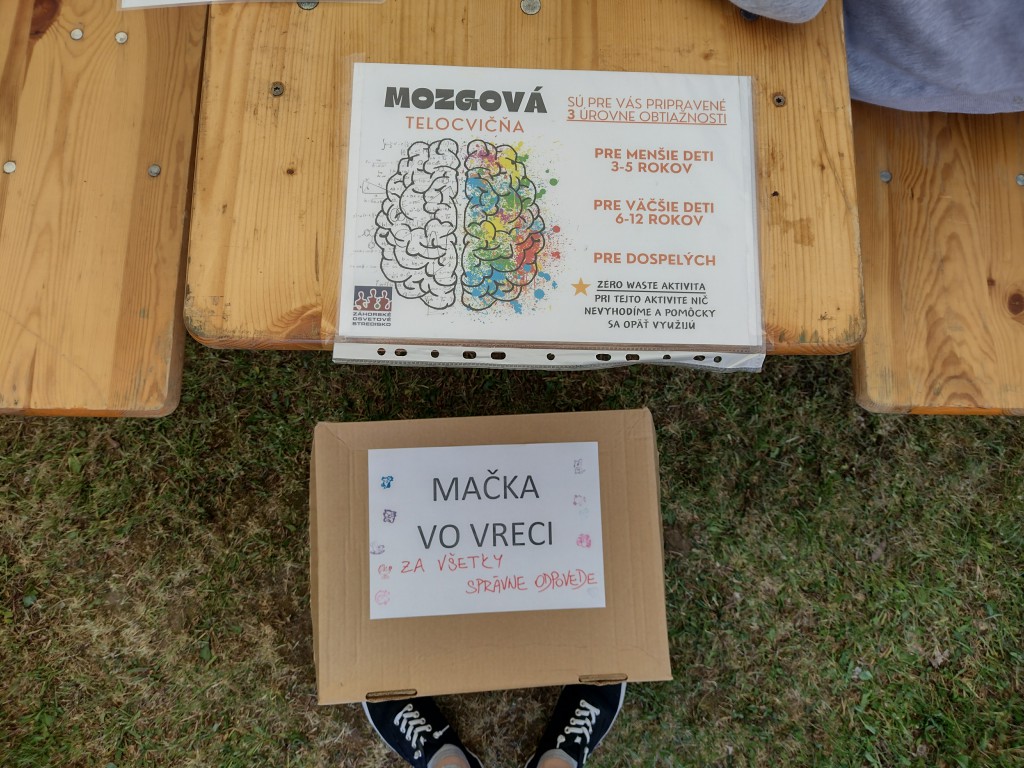 MOZGOVÁ
TELOCVIČŇA
SÚ PRE VÁS PRIPRAVENÉ
3 ÚROVNE OBTIAŽNOSTI
PRE MENŠIE DETI
3-5 ROKOV
PRE VÄČŠIE DETI
6-12 ROKOV
PRE DOSPELÝCH
ZERO WASTE AKTIVITA
PRI TEJTO AKTIVITE NIČ
NEVYHODÍME A POMÔCKY
SA OPÄŤ VYUŽIJÚ
ZÁHORSKÉ
OSVETOVÉ
STREDISKO
MAČKA
VO VRECI
ZA VŠETKY
SPRÁVNE ODPOVEDE